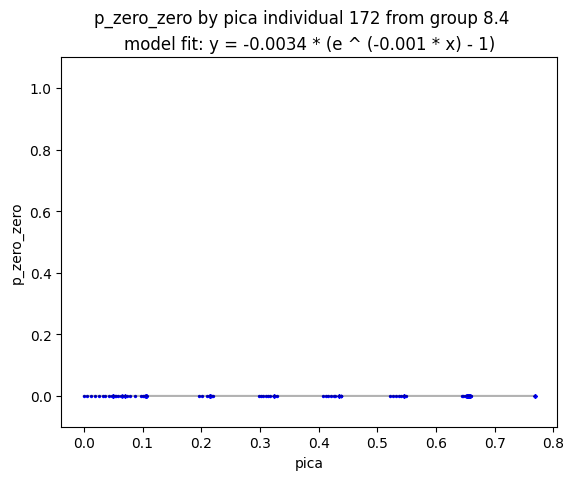 p_zero_zero by pica individual 172 from group 8.4
model fit: y = -0.0034 * (e ^ (-0.001 * x) - 1)
1.0
0.8
0.6
0.4
0.2
0.0
p_zero_zero
0.0 0.1 0.2 0.3 0.4 0.5 0.6 0.7 0.8
pica